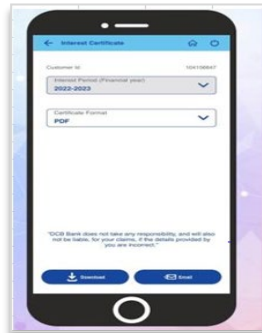 Interest Certificate
Customer Id
Interest Period (Financial year)
2022-2023
Certificate Format
PDF
"DCB Bank does not take any responsibility, and will also
not be liable, for your claims, if the details provided by
you are incorrect."
Download
Email